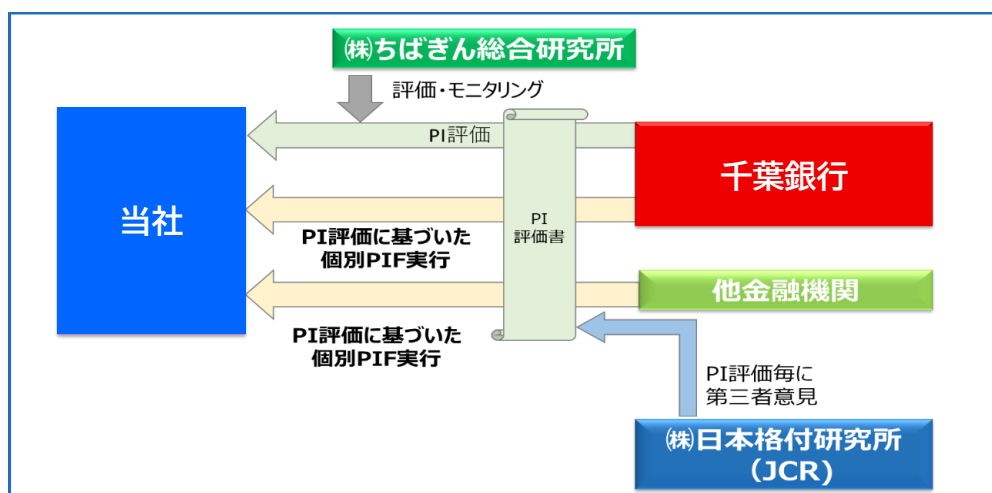 ㈱ちばぎん総合研究所
評価・モニタリング
PI評価
千葉銀行
当社
PI
評価書
PI評価に基づいた
個別PIF実行
他金融機関
PI評価に基づいた
個別PIF実行
PI評価毎に
第三者意見
㈱日本格付研究所
（JCR）